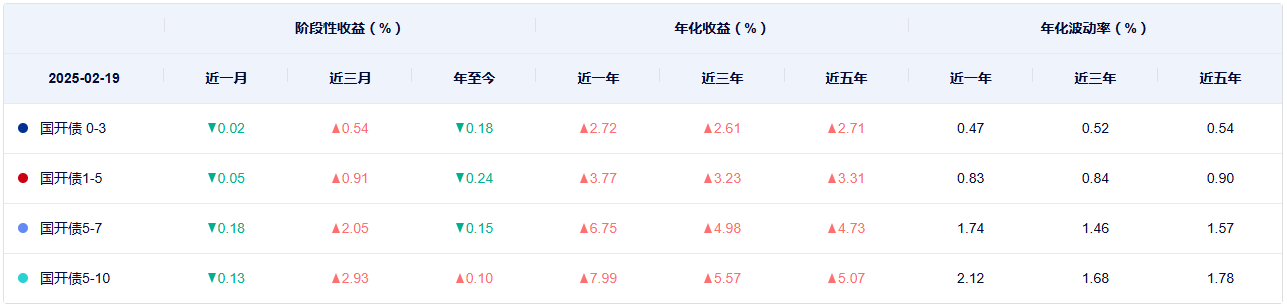 阶段性收益（%） 年化收益（%） 年化波动率（%）
2025-02-19 近一月 近三月 年至今 近一年 近三年 近五年 近一年 近三年 近五年
国开债 0-3 ▼0.02 ▲0.54 ▼0.18 ▲2.72 ▲2.61 ▲2.71 0.47 0.52 0.54
国开债1-5 ▼0.05 ▲0.91 ▼0.24 ▲3.77 ▲3.23 ▲3.31 0.83 0.84 0.90
国开债5-7 ▼0.18 ▲2.05 ▼0.15 ▲6.75 ▲4.98 ▲4.73 1.74 1.46 1.57
国开债5-10 ▼0.13 ▲2.93 ▲0.10 ▲7.99 ▲5.57 ▲5.07 2.12 1.68 1.78